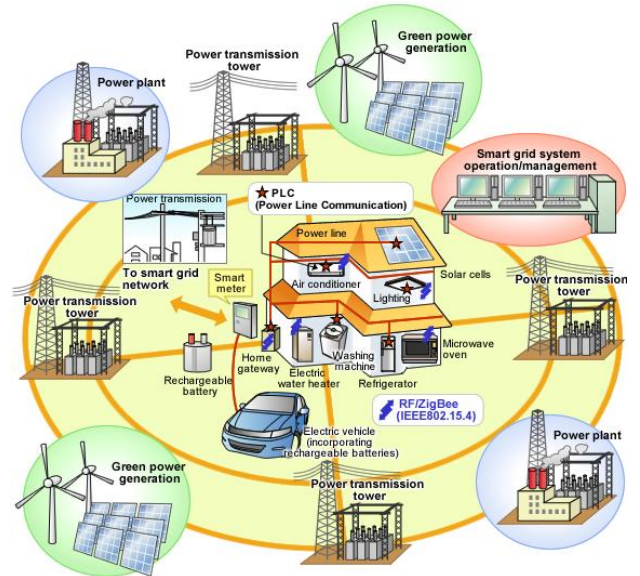 Green power
generation
Power transmission
tower
Power plant
Smart grid system
operation/management
PLC
(Power Line Communication)
Power transmission
Power line
To smart grid
network
Smart
meter
Air conditioner
Solar cells
Lighting
Power transmission
tower
Power transmission
tower
Rechargeable
battery
Home
gateway
Electric
water heater
Washing
machine
Refrigerator
Microwave
oven
RF/ZigBee
(IEEE802.15.4)
Electric vehicle
(incorporating
rechargeable batteries)
Power plant
Green power
generation
Power transmission
tower